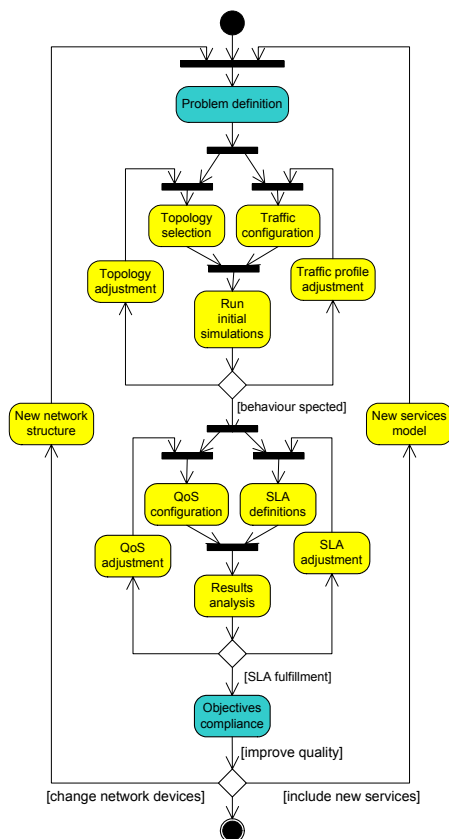 Problem definition
Topology
selection
Traffic
configuration
Topology
adjustment
Traffic profile
adjustment
Run
initial
simulations
[behaviour spected]
New network
structure
New services
model
QoS
configuration
SLA
definitions
QoS
adjustment
SLA
adjustment
Results
analysis
[SLA fulfillment]
Objectives
compliance
[improve quality]
[change network devices]
[include new services]